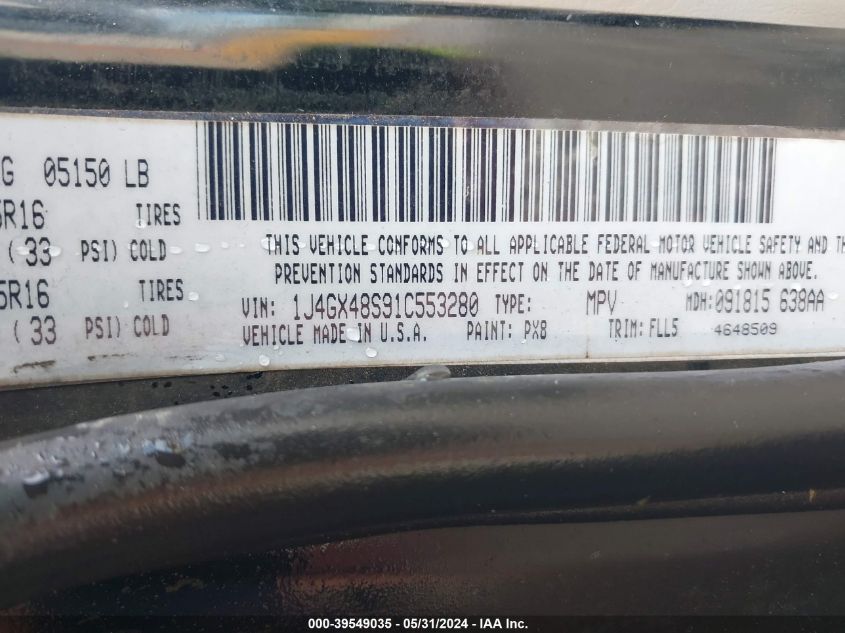 G 05150 LB
5R16 TIRES
(33 PSI) COLD
5R16 TIRES
(33 PSI) COLD
THIS VEHICLE CONFORMS TO ALL APPLICABLE FEDERAL MOTOR VEHICLE SAFETY AND TH
PREVENTION STANDARDS IN EFFECT ON THE DATE OF MANUFACTURE SHOWN ABOVE.
VIN: 1J4GX48S91C553280 TYPE: MPV MDH:091815 638AA
VEHICLE MADE IN U.S.A. PAINT: PX8 TRIM: FLL5 4648509
000-39549035 - 05/31/2024 - IAA Inc.